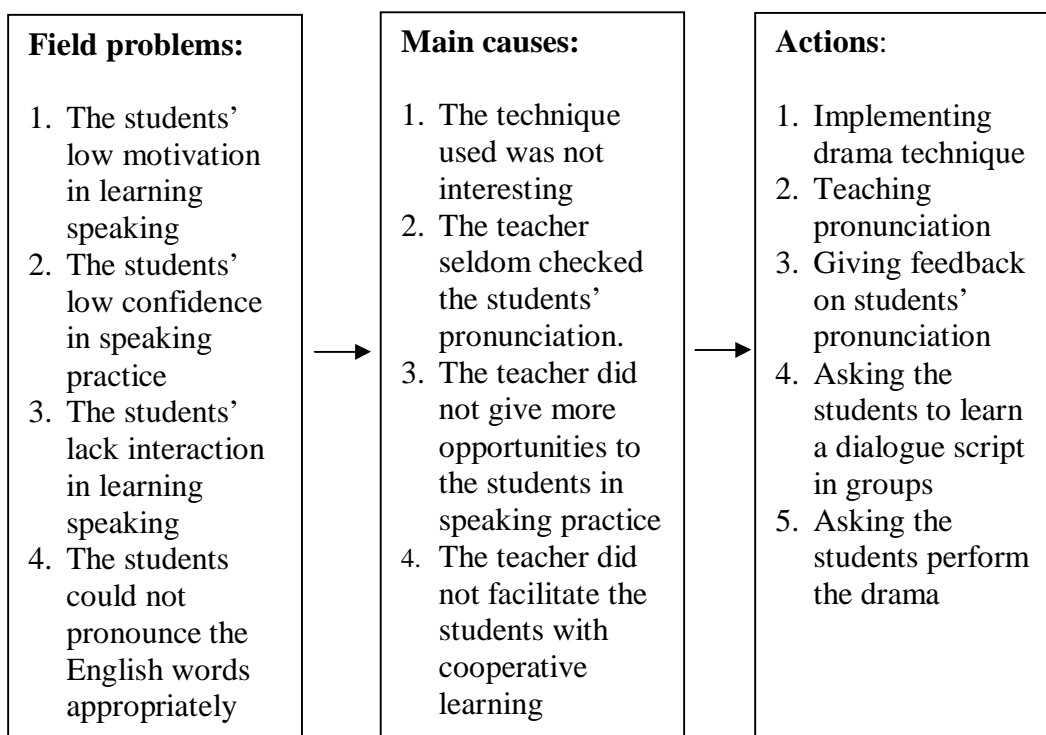 Field problems:
1. The students’
low motivation
in learning
speaking
2. The students’
low confidence
in speaking
practice
3. The students’
lack interaction
in learning
speaking
4. The students
could not
pronounce the
English words
appropriately
Main causes:
1. The technique
used was not
interesting
2. The teacher
seldom checked
the students’
pronunciation.
3. The teacher did
not give more
opportunities to
the students in
speaking practice
4. The teacher did
not facilitate the
students with
cooperative
learning
Actions:
1. Implementing
drama technique
2. Teaching
pronunciation
3. Giving feedback
on students’
pronunciation
4. Asking the
students to learn
a dialogue script
in groups
5. Asking the
students perform
the drama